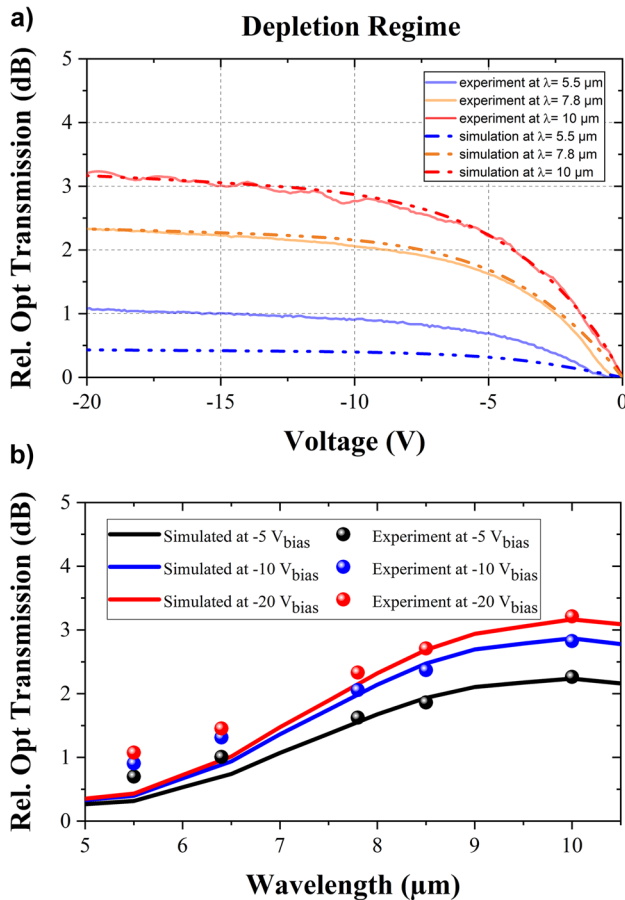 a)
Depletion Regime
Rel. Opt Transmission (dB)
5
4
3
2
1
0
experiment at λ= 5.5 µm
experiment at λ= 7.8 µm
experiment at λ= 10 µm
simulation at λ= 5.5 µm
simulation at λ= 7.8 µm
simulation at λ= 10 µm
-20 -15 -10 -5 0
Voltage (V)
b)
Rel. Opt Transmission (dB)
5
4
3
2
1
0
Simulated at -5 Vbias Experiment at -5 Vbias
Simulated at -10 Vbias Experiment at -10 Vbias
Simulated at -20 Vbias Experiment at -20 Vbias
5 6 7 8 9 10
Wavelength (µm)